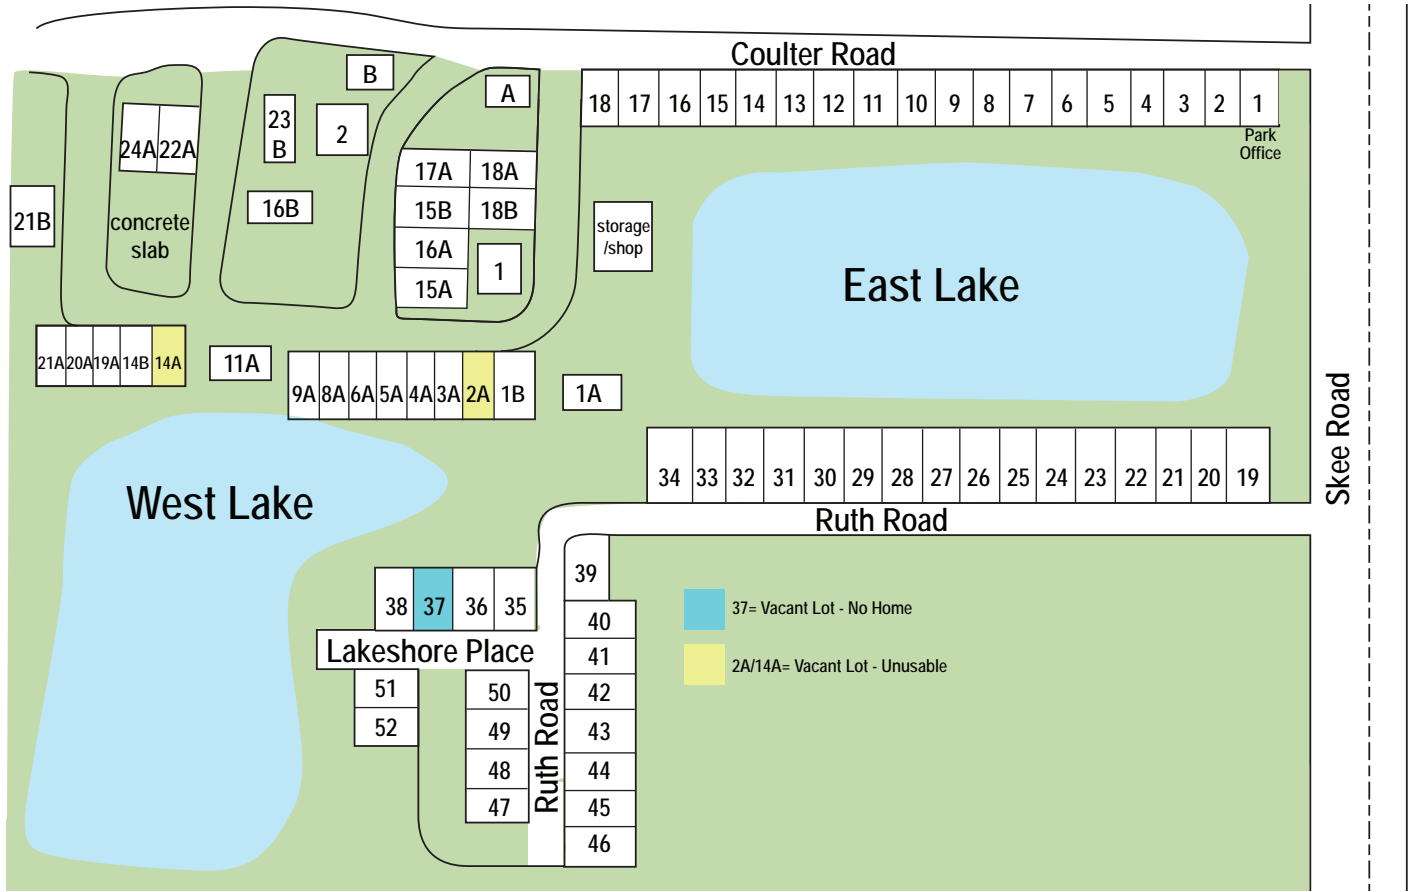 Coulter Road
B
A
18 17 16 15 14 13 12 11 10 9 8 7 6 5 4 3 2 1
Park
Office
24A 22A
23
B
2
17A 18A
15B 18B
16A
1
15A
21B
concrete
slab
16B
storage
/shop
East Lake
21A 20A 19A 14B 14A
11A
9A 8A 6A 5A 4A 3A 2A 1B
1A
Skee Road
West Lake
34 33 32 31 30 29 28 27 26 25 24 23 22 21 20 19
Ruth Road
39
38 37 36 35
40
41
42
43
44
45
46
37= Vacant Lot - No Home
2A/14A= Vacant Lot - Unusable
Lakeshore Place
51
52
50
49
48
47
Ruth Road